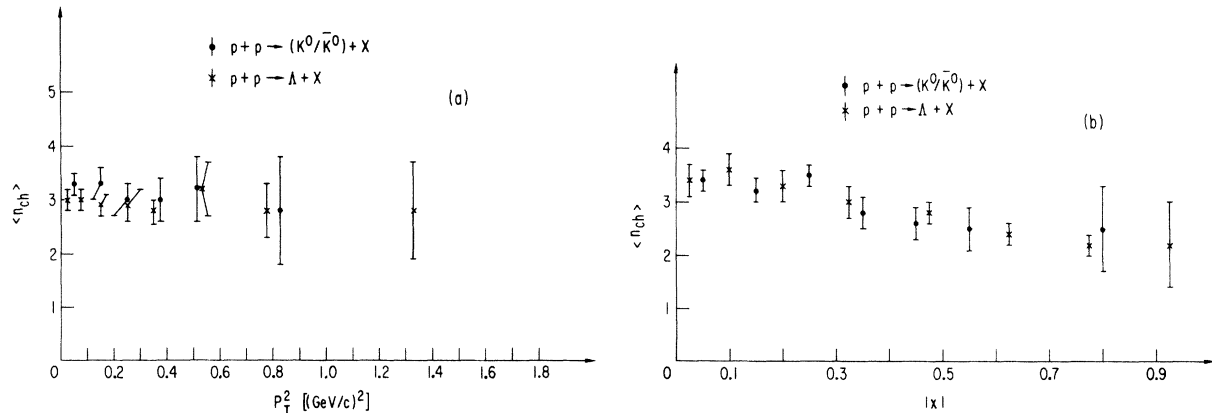 p + p → (K⁰/K̄⁰) + X
p + p → Λ + X
(a)
5
4
3
2
1
0
<n_ch>
0.2 0.4 0.6 0.8 1.0 1.2 1.4 1.6 1.8
P_T² [(GeV/c)²]
p + p → (K⁰/K̄⁰) + X
p + p → Λ + X
(b)
4
3
2
1
0
<n_ch>
0.1 0.3 0.5 0.7 0.9
|x|